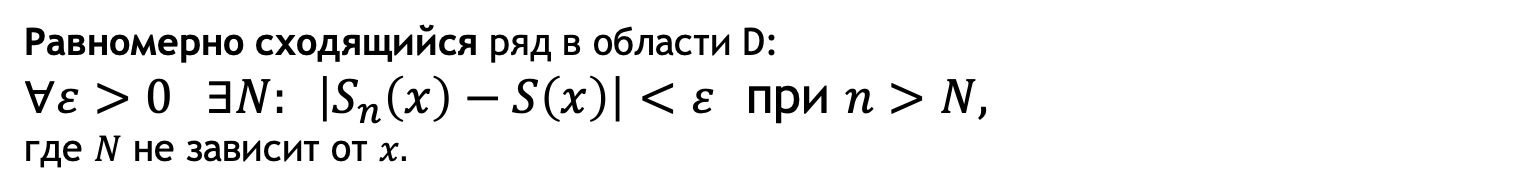 Равномерно сходящийся ряд в области D:
∀ε > 0 ∃N: |Sₙ(x) − S(x)| < ε при n > N,
где N не зависит от x.